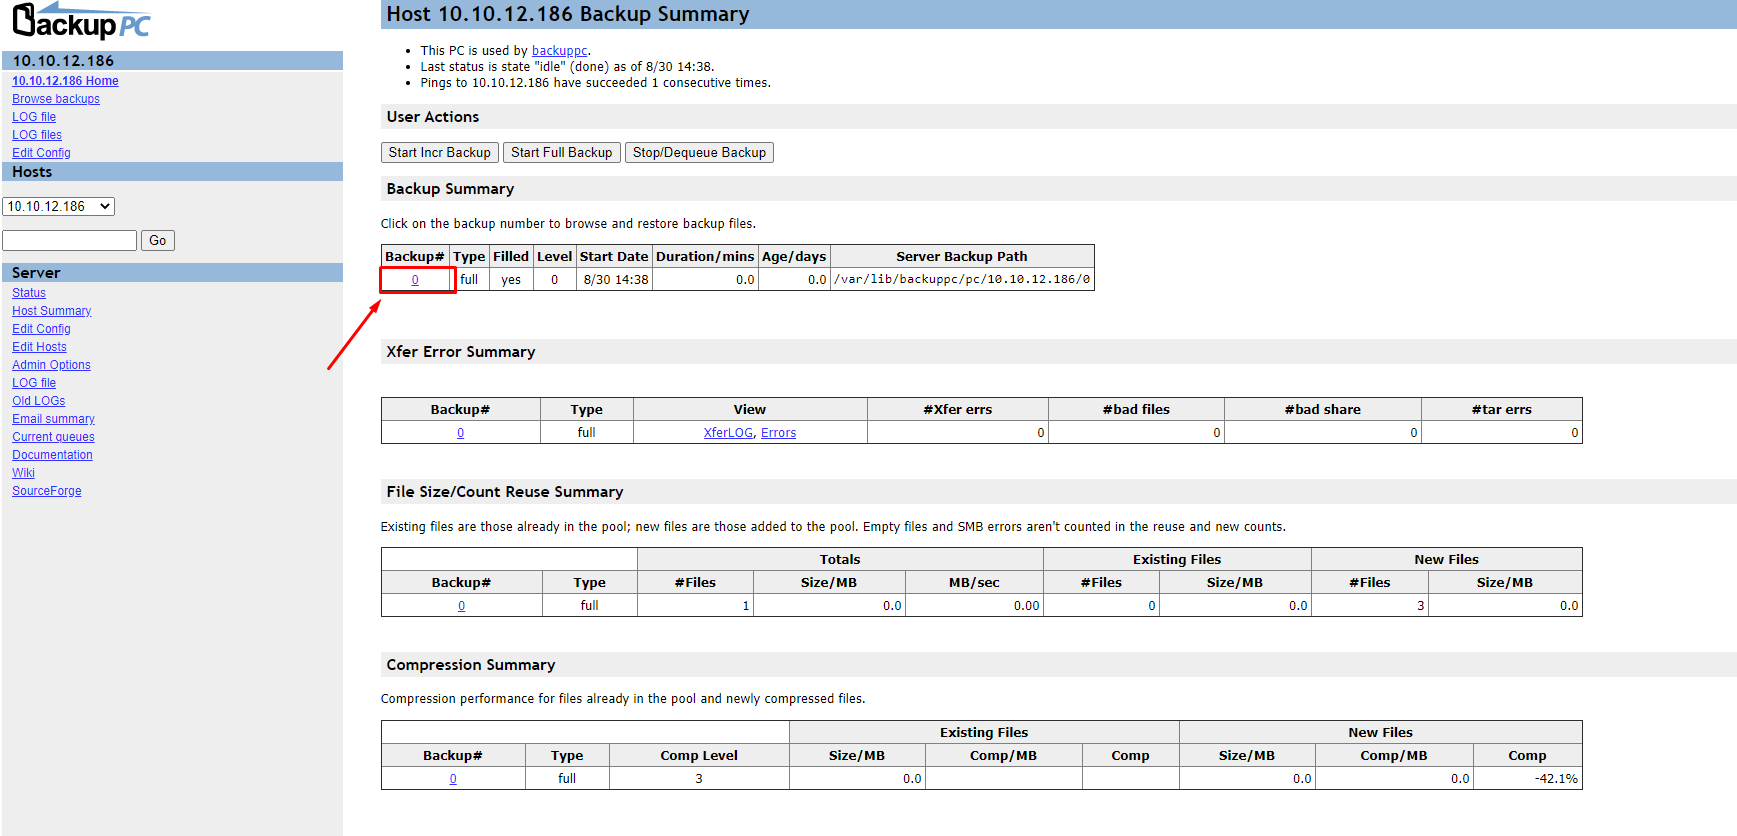 BackupPC
10.10.12.186
10.10.12.186 Home
Browse backups
LOG file
LOG files
Edit Config
Hosts
10.10.12.186
Go
Server
Status
Host Summary
Edit Config
Edit Hosts
Admin Options
LOG file
Old LOGs
Email summary
Current queues
Documentation
Wiki
SourceForge
Host 10.10.12.186 Backup Summary
• This PC is used by backuppc.
• Last status is state "idle" (done) as of 8/30 14:38.
• Pings to 10.10.12.186 have succeeded 1 consecutive times.
User Actions
Start Incr Backup Start Full Backup Stop/Dequeue Backup
Backup Summary
Click on the backup number to browse and restore backup files.
Backup# Type Filled Level Start Date Duration/mins Age/days Server Backup Path
0 full yes 0 8/30 14:38 0.0 0.0 /var/lib/backuppc/pc/10.10.12.186/0
Xfer Error Summary
Backup# Type View #Xfer errs #bad files #bad share #tar errs
0 full XferLOG, Errors 0 0 0 0
File Size/Count Reuse Summary
Existing files are those already in the pool; new files are those added to the pool. Empty files and SMB errors aren't counted in the reuse and new counts.
Totals Existing Files New Files
Backup# Type #Files Size/MB MB/sec #Files Size/MB #Files Size/MB
0 full 1 0.0 0.00 0 0.0 3 0.0
Compression Summary
Compression performance for files already in the pool and newly compressed files.
Existing Files New Files
Backup# Type Comp Level Size/MB Comp/MB Comp Size/MB Comp/MB Comp
0 full 3 0.0 0.0 0.0 -42.1%